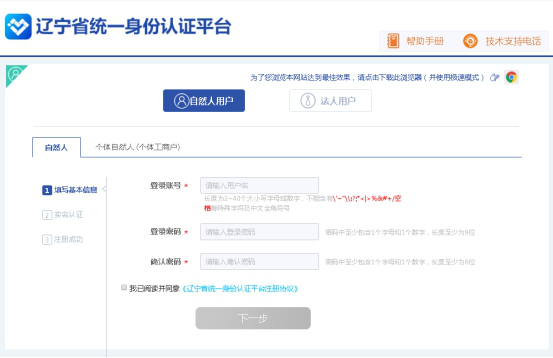 辽宁省统一身份认证平台
帮助手册 技术支持电话
为了您浏览本网站达到最佳效果，请点击下载此浏览器（并使用极速模式）
自然人用户 法人用户
自然人 个体自然人 (个体工商户)
1 填写基本信息
2 实名认证
3 注册成功
登录账号 * 请输入用户名
长度为2~40个大小写字母或数字，不能含有
格等特殊字符及中文全角符号
登录密码 * 请输入登录密码 密码中至少包含1个字母和1个数字，长度至少为8位
确认密码 * 请输入确认密码 密码中至少包含1个字母和1个数字，长度至少为8位
我已阅读并同意《辽宁省统一身份认证平台注册协议》
下一步